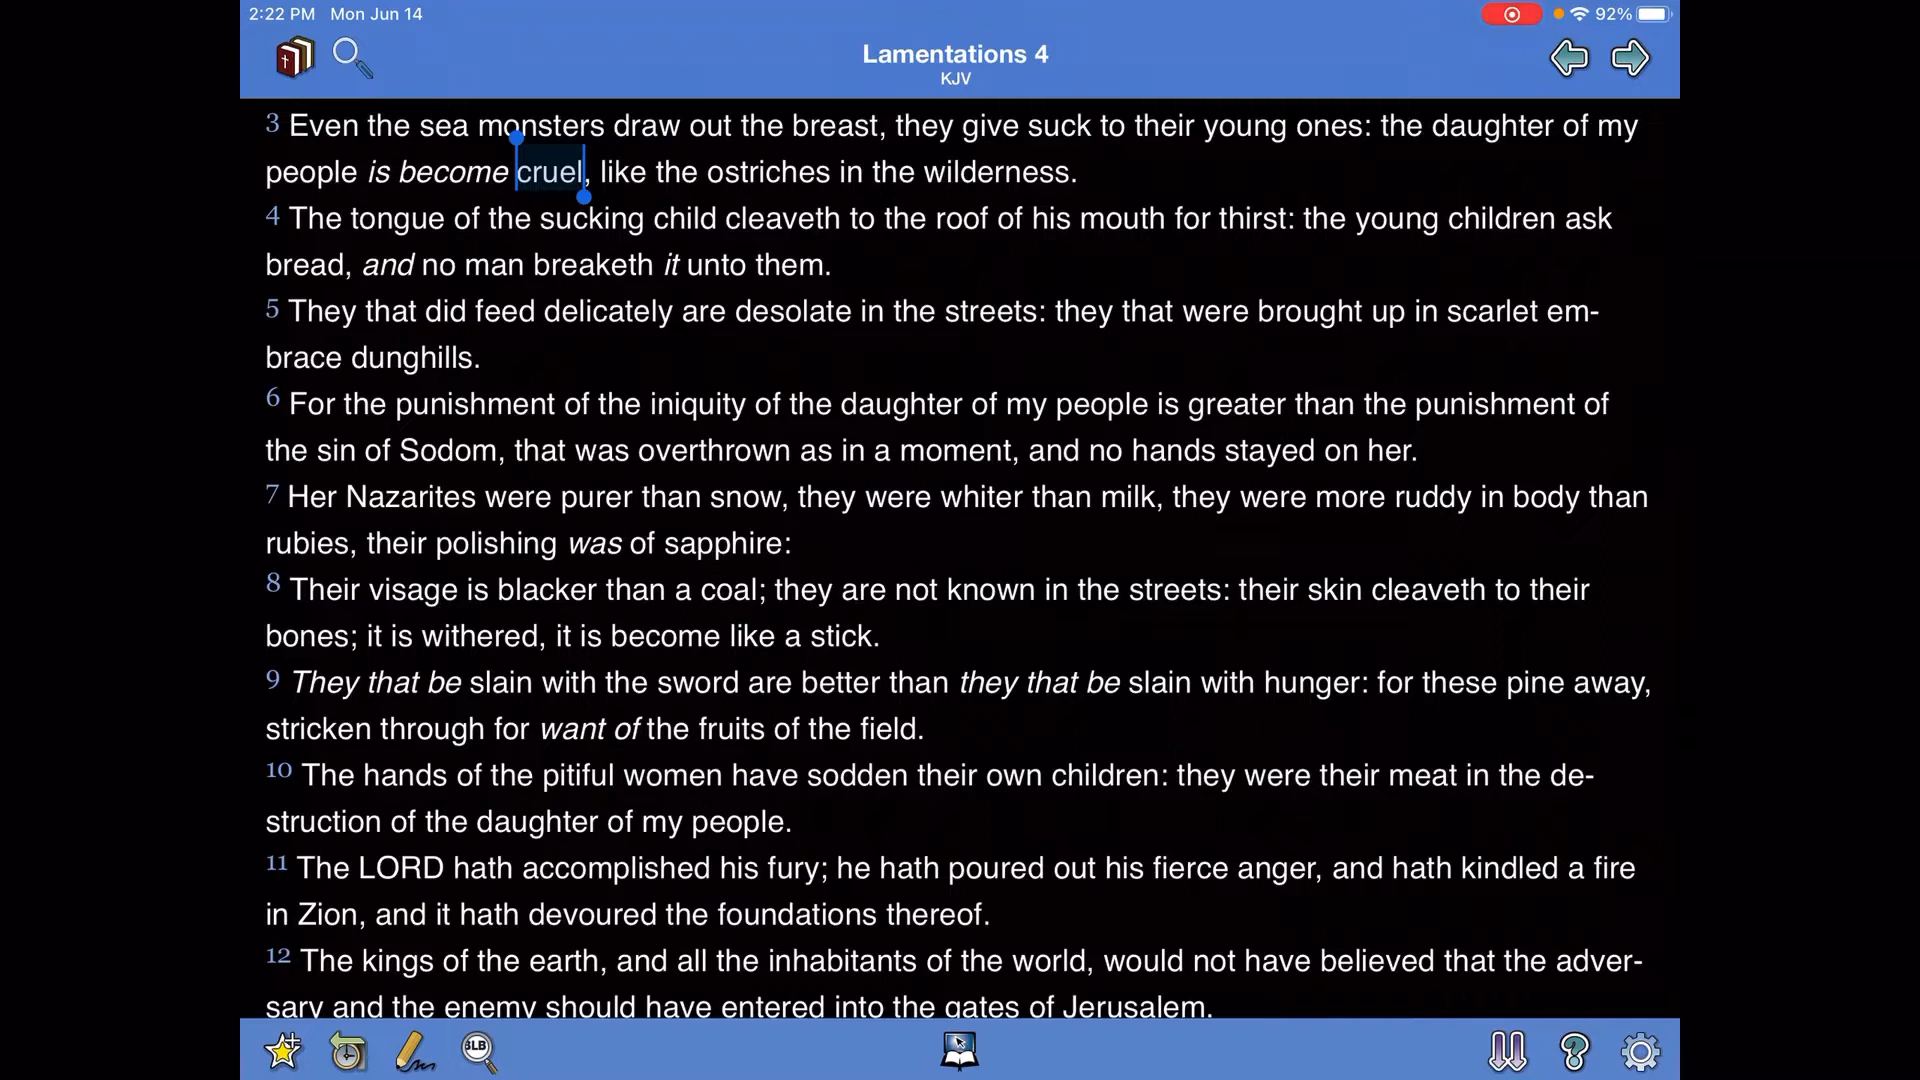 2:22 PM Mon Jun 14
92%
Lamentations 4
KJV
3 Even the sea monsters draw out the breast, they give suck to their young ones: the daughter of my
people is become cruel, like the ostriches in the wilderness.
4 The tongue of the sucking child cleaveth to the roof of his mouth for thirst: the young children ask
bread, and no man breaketh it unto them.
5 They that did feed delicately are desolate in the streets: they that were brought up in scarlet em-
brace dunghills.
6 For the punishment of the iniquity of the daughter of my people is greater than the punishment of
the sin of Sodom, that was overthrown as in a moment, and no hands stayed on her.
7 Her Nazarites were purer than snow, they were whiter than milk, they were more ruddy in body than
rubies, their polishing was of sapphire:
8 Their visage is blacker than a coal; they are not known in the streets: their skin cleaveth to their
bones; it is withered, it is become like a stick.
9 They that be slain with the sword are better than they that be slain with hunger: for these pine away,
stricken through for want of the fruits of the field.
10 The hands of the pitiful women have sodden their own children: they were their meat in the de-
struction of the daughter of my people.
11 The LORD hath accomplished his fury; he hath poured out his fierce anger, and hath kindled a fire
in Zion, and it hath devoured the foundations thereof.
12 The kings of the earth, and all the inhabitants of the world, would not have believed that the adver-
sary and the enemy should have entered into the gates of Jerusalem.
BLB